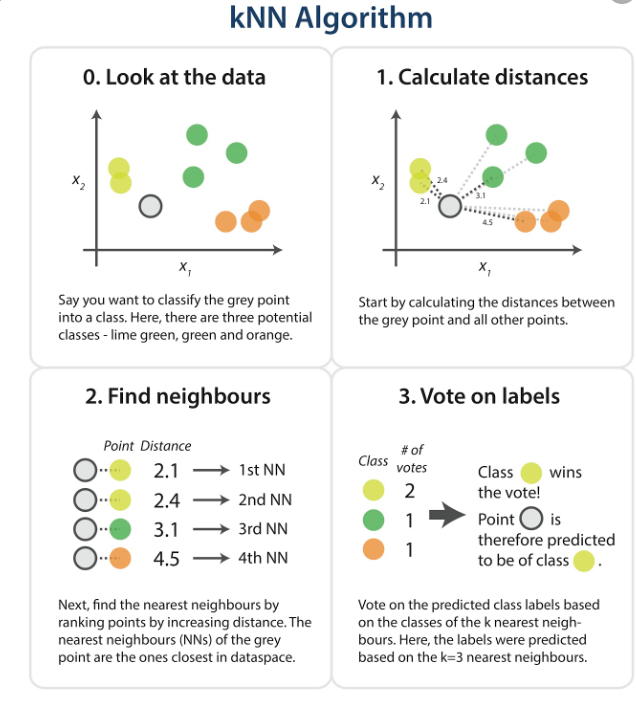 kNN Algorithm
0. Look at the data
X2
X1
Say you want to classify the grey point
into a class. Here, there are three potential
classes - lime green, green and orange.
1. Calculate distances
X2
2.4
2.1
3.1
4.5
X1
Start by calculating the distances between
the grey point and all other points.
2. Find neighbours
Point Distance
2.1 → 1st NN
2.4 → 2nd NN
3.1 → 3rd NN
4.5 → 4th NN
Next, find the nearest neighbours by
ranking points by increasing distance. The
nearest neighbours (NNs) of the grey
point are the ones closest in dataspace.
3. Vote on labels
Class # of
votes
2
1
1
Class wins
the vote!
Point is
therefore predicted
to be of class .
Vote on the predicted class labels based
on the classes of the k nearest neigh-
bours. Here, the labels were predicted
based on the k=3 nearest neighbours.